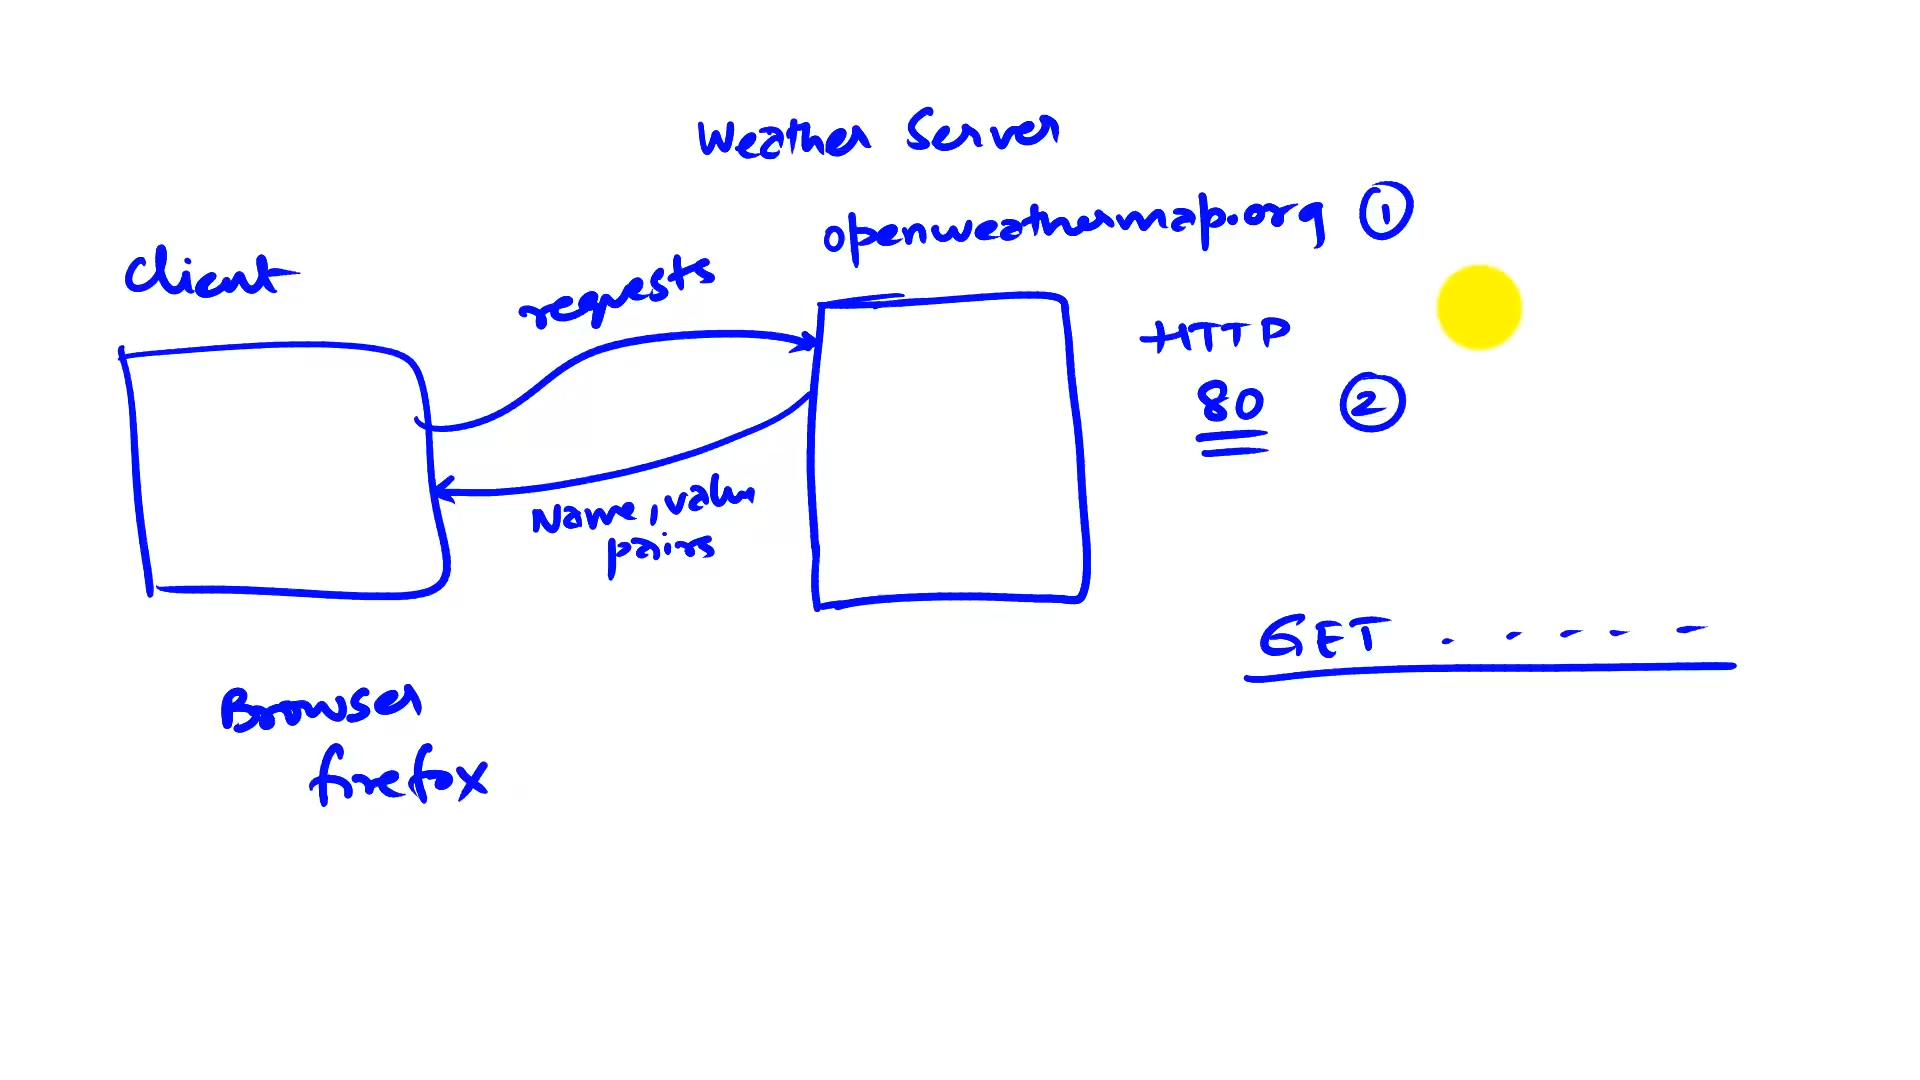 Weather Server
openweathermap.org ①
Client
requests
HTTP
80 ②
Name, value
pairs
GET . - - - -
Browser
firefox